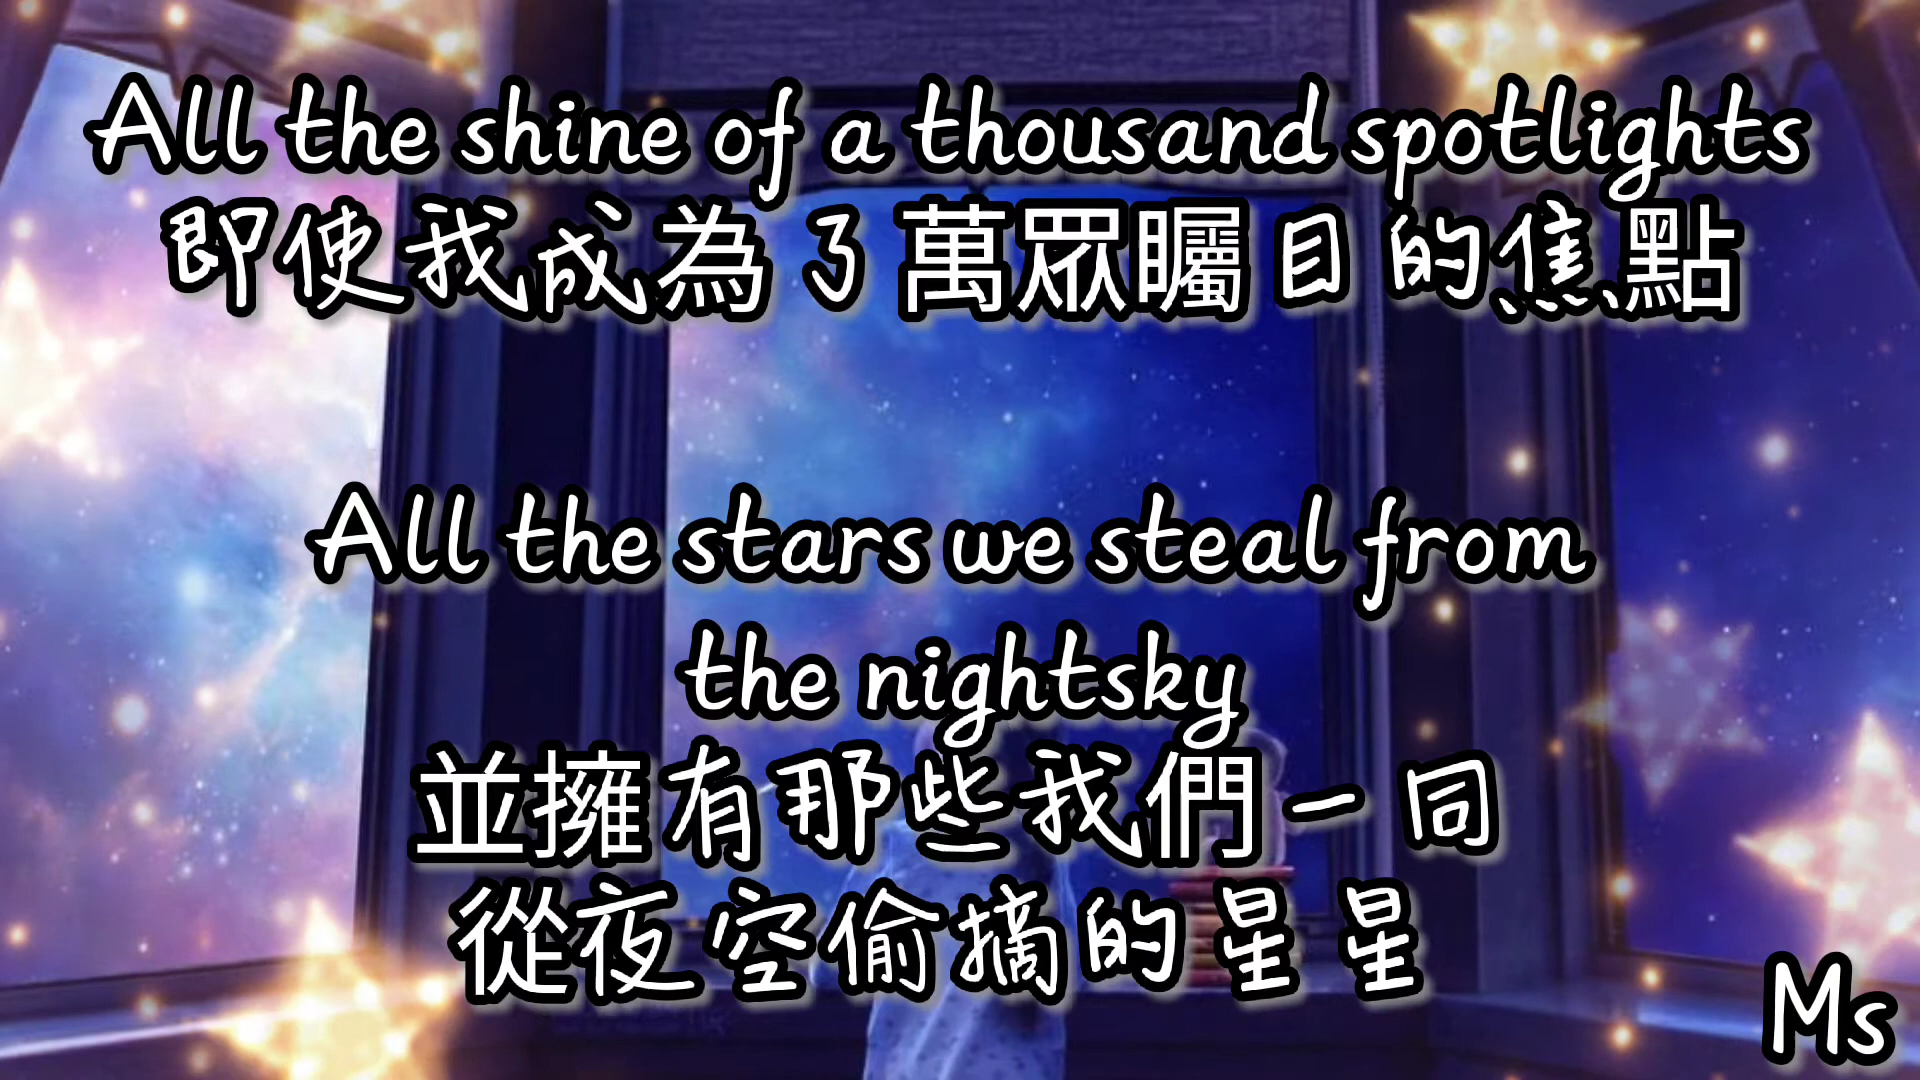 All the shine of a thousand spotlights
即使我成為了萬眾矚目的焦點
All the stars we steal from
the nightsky
並擁有那些我們一同
從夜空偷摘的星星
Ms